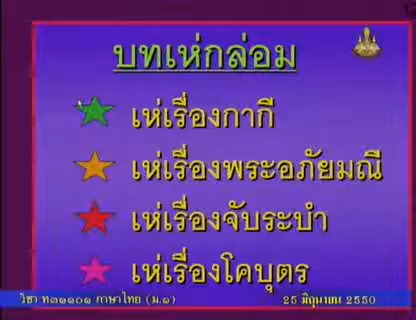 บทเห่กล่อม
เห่เรื่องกากี
เห่เรื่องพระอภัยมณี
เห่เรื่องจับระบำ
เห่เรื่องโคบุตร
วิชา ท๓๑๑๐๑ ภาษาไทย (ม.๑) 25 มิถุนายน 2550